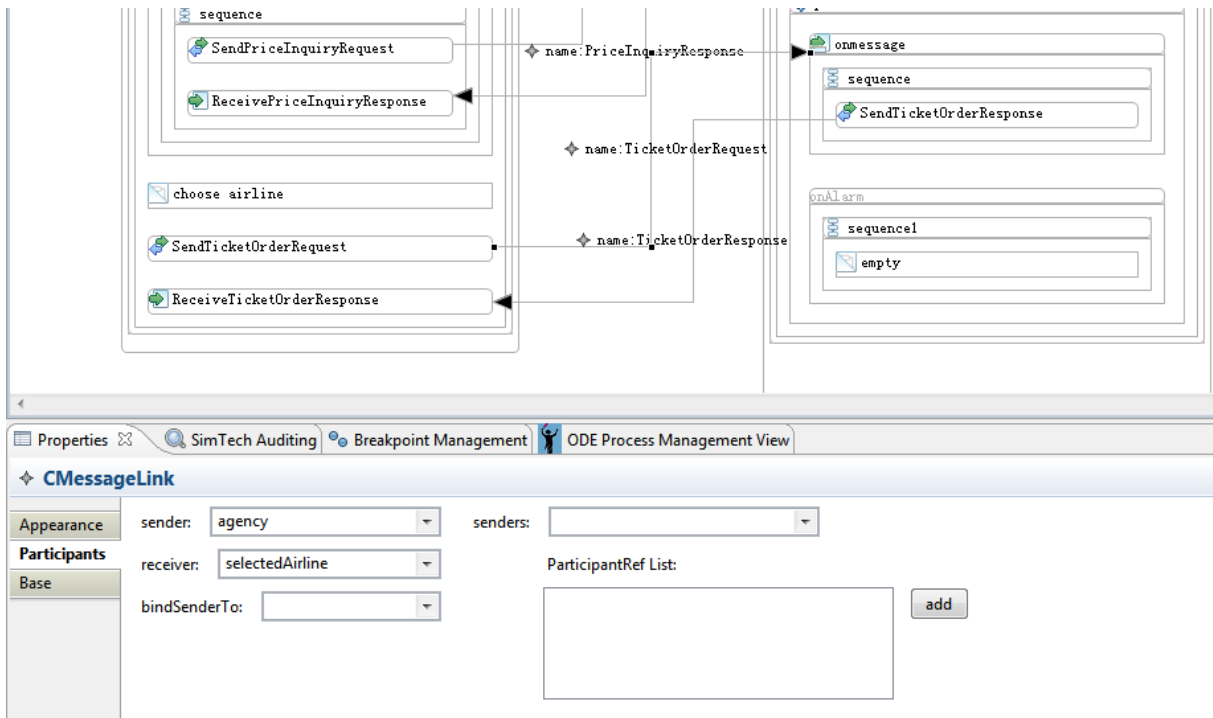 sequence
SendPriceInquiryRequest
ReceivePriceInquiryResponse
choose airline
SendTicketOrderRequest
ReceiveTicketOrderResponse
name:PriceInquiryResponse
name:TicketOrderRequest
name:TicketOrderResponse
onmessage
sequence
SendTicketOrderResponse
onAlarm
sequence1
empty
Properties SimTech Auditing Breakpoint Management ODE Process Management View
CMessageLink
Appearance
Participants
Base
sender: agency senders:
receiver: selectedAirline ParticipantRef List:
bindSenderTo: add